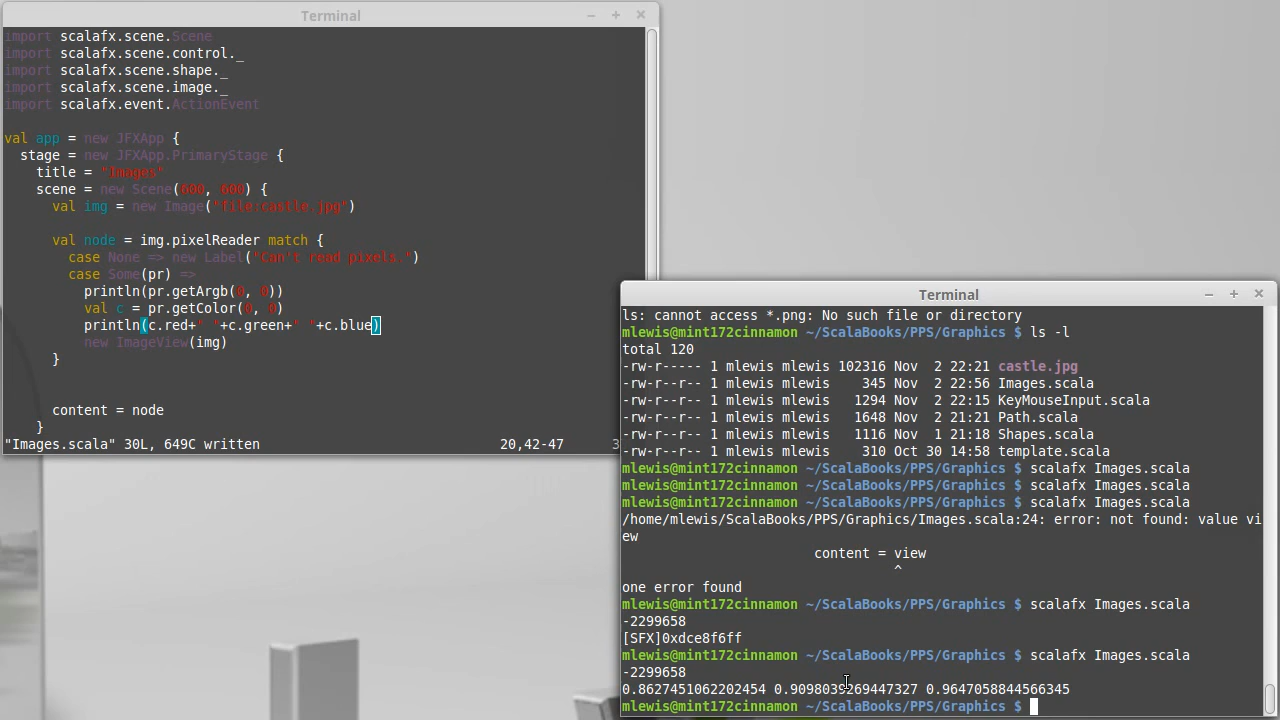 Terminal
import scalafx.scene.Scene
import scalafx.scene.control._
import scalafx.scene.shape._
import scalafx.scene.image._
import scalafx.event.ActionEvent
val app = new JFXApp {
stage = new JFXApp.PrimaryStage {
title = "Images"
scene = new Scene(600, 600) {
val img = new Image("file:castle.jpg")
val node = img.pixelReader match {
case None => new Label("Can't read pixels.")
case Some(pr) =>
println(pr.getArgb(0, 0))
val c = pr.getColor(0, 0)
println(c.red+" "+c.green+" "+c.blue)
new ImageView(img)
}
content = node
}
"Images.scala" 30L, 649C written 20,42-47
Terminal
ls: cannot access *.png: No such file or directory
mlewis@mint172cinnamon ~/ScalaBooks/PPS/Graphics $ ls -l
total 120
-rw-r----- 1 mlewis mlewis 102316 Nov 2 22:21 castle.jpg
-rw-r--r-- 1 mlewis mlewis 345 Nov 2 22:56 Images.scala
-rw-r--r-- 1 mlewis mlewis 1294 Nov 2 22:15 KeyMouseInput.scala
-rw-r--r-- 1 mlewis mlewis 1648 Nov 2 21:21 Path.scala
-rw-r--r-- 1 mlewis mlewis 1116 Nov 1 21:18 Shapes.scala
-rw-r--r-- 1 mlewis mlewis 310 Oct 30 14:58 template.scala
mlewis@mint172cinnamon ~/ScalaBooks/PPS/Graphics $ scalafx Images.scala
mlewis@mint172cinnamon ~/ScalaBooks/PPS/Graphics $ scalafx Images.scala
mlewis@mint172cinnamon ~/ScalaBooks/PPS/Graphics $ scalafx Images.scala
/home/mlewis/ScalaBooks/PPS/Graphics/Images.scala:24: error: not found: value vi
ew
content = view
^
one error found
mlewis@mint172cinnamon ~/ScalaBooks/PPS/Graphics $ scalafx Images.scala
-2299658
[SFX]0xdce8f6ff
mlewis@mint172cinnamon ~/ScalaBooks/PPS/Graphics $ scalafx Images.scala
-2299658
0.8627451062202454 0.9098039269447327 0.9647058844566345
mlewis@mint172cinnamon ~/ScalaBooks/PPS/Graphics $